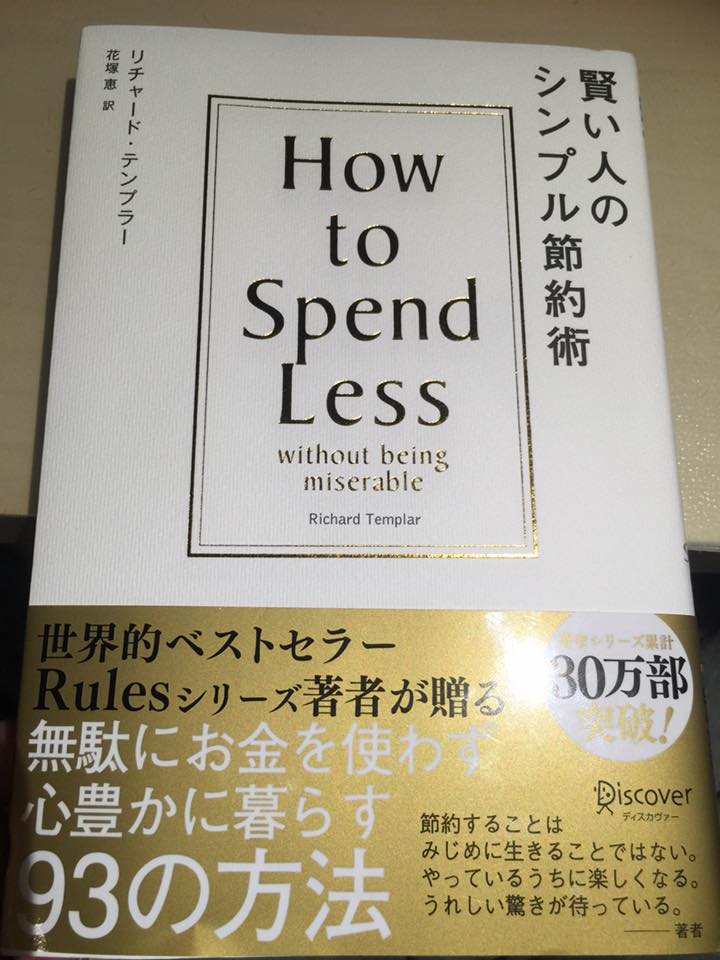 賢い人の
シンプル節約術
リチャード・テンプラー
花塚 恵 訳
How
to
Spend
Less
without being
miserable
Richard Templar
世界的ベストセラー
Rulesシリーズ著者が贈る
無駄にお金を使わず
心豊かに暮らす
93の方法
シリーズ累計
30万部
突破!
Discover
ディスカヴァー
節約することは
みじめに生きることではない。
やっているうちに楽しくなる。
うれしい驚きが待っている。
――著者